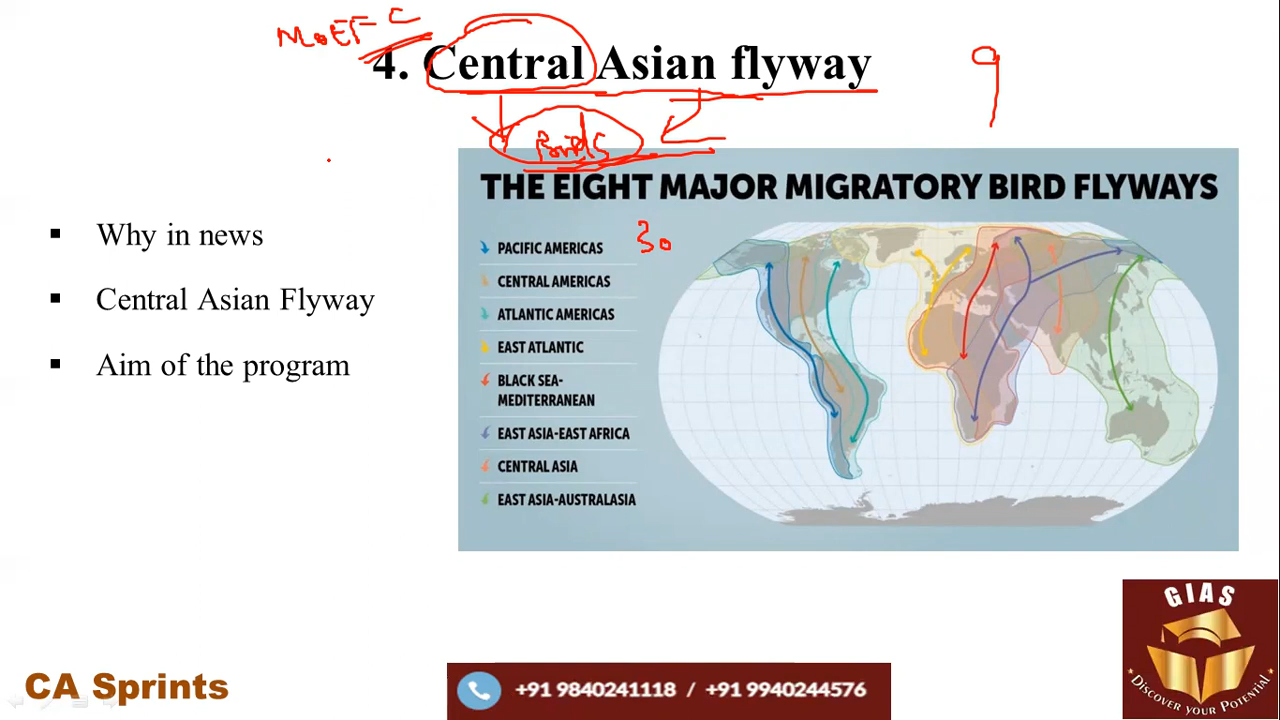 MoEF C
4. Central Asian flyway
9
Birds
THE EIGHT MAJOR MIGRATORY BIRD FLYWAYS
▪ Why in news
▪ Central Asian Flyway
▪ Aim of the program
PACIFIC AMERICAS
30
CENTRAL AMERICAS
ATLANTIC AMERICAS
EAST ATLANTIC
BLACK SEA-
MEDITERRANEAN
EAST ASIA-EAST AFRICA
CENTRAL ASIA
EAST ASIA-AUSTRALASIA
GIAS
DISCOVER YOUR POTENTIAL
CA Sprints
+91 9840241118 / +91 9940244576